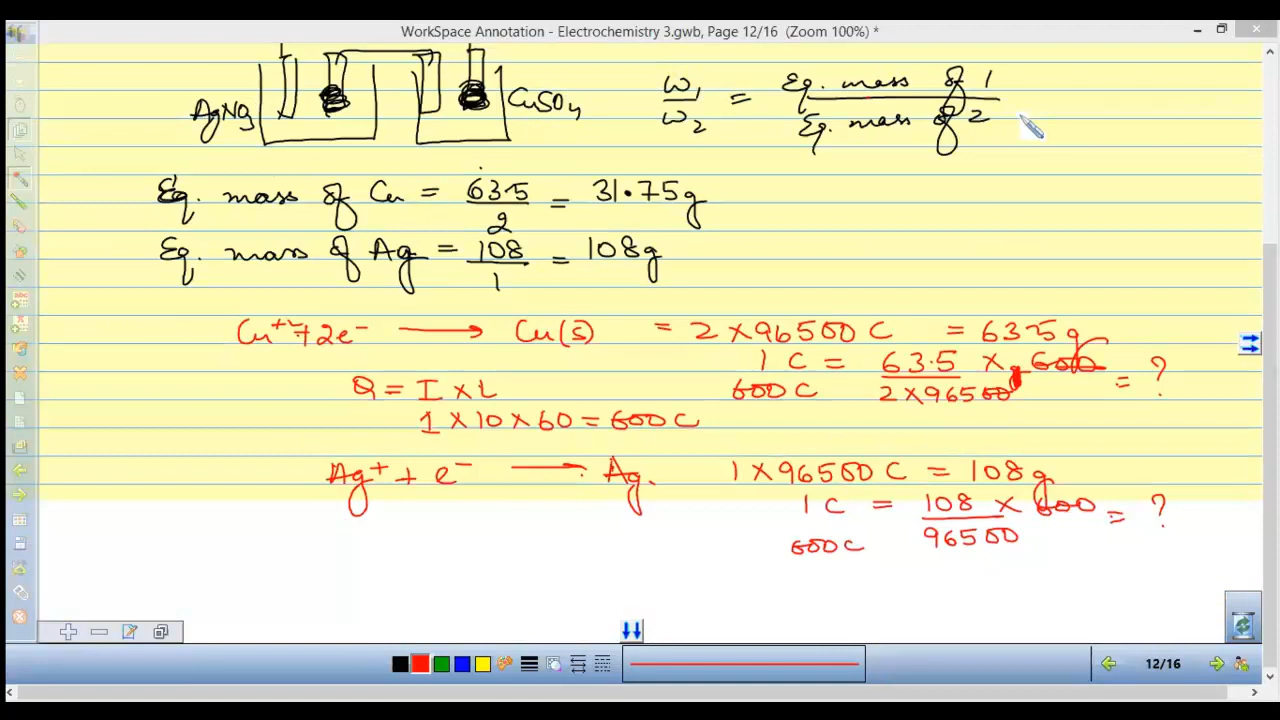 WorkSpace Annotation - Electrochemistry 3.gwb, Page 12/16 (Zoom 100%) *
AgNO3 CuSO4 w1/w2 = Eq. mass of 1 / Eq. mass of 2
Eq. mass of Cu = 63.5/2 = 31.75g
Eq. mass of Ag = 108/1 = 108g
Cu+2 + 2e- → Cu(s) = 2 x 96500 C = 63.5g
1 C = 63.5 x 600 / 2 x 96500 = ?
600 C
Q = I x t
1 x 10 x 60 = 600 C
Ag+ + e- → Ag. 1 x 96500 C = 108g
1 C = 108 x 600 / 96500 = ?
600 C
12/16